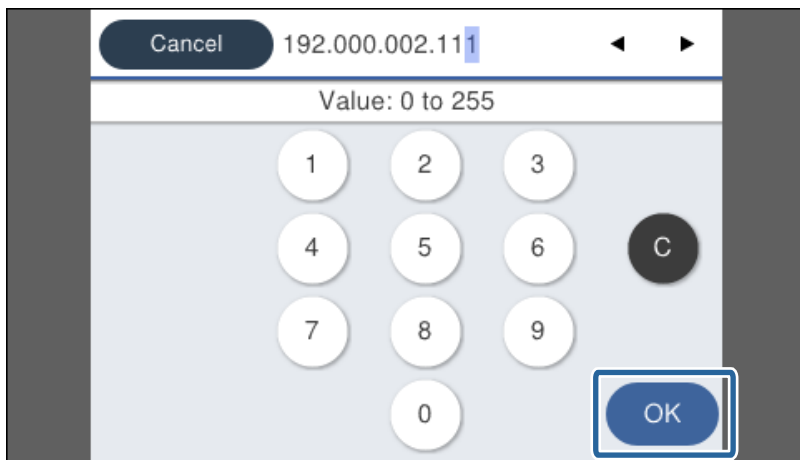 Cancel 192.000.002.111 ◄ ►
Value: 0 to 255
1 2 3
4 5 6 C
7 8 9
0 OK